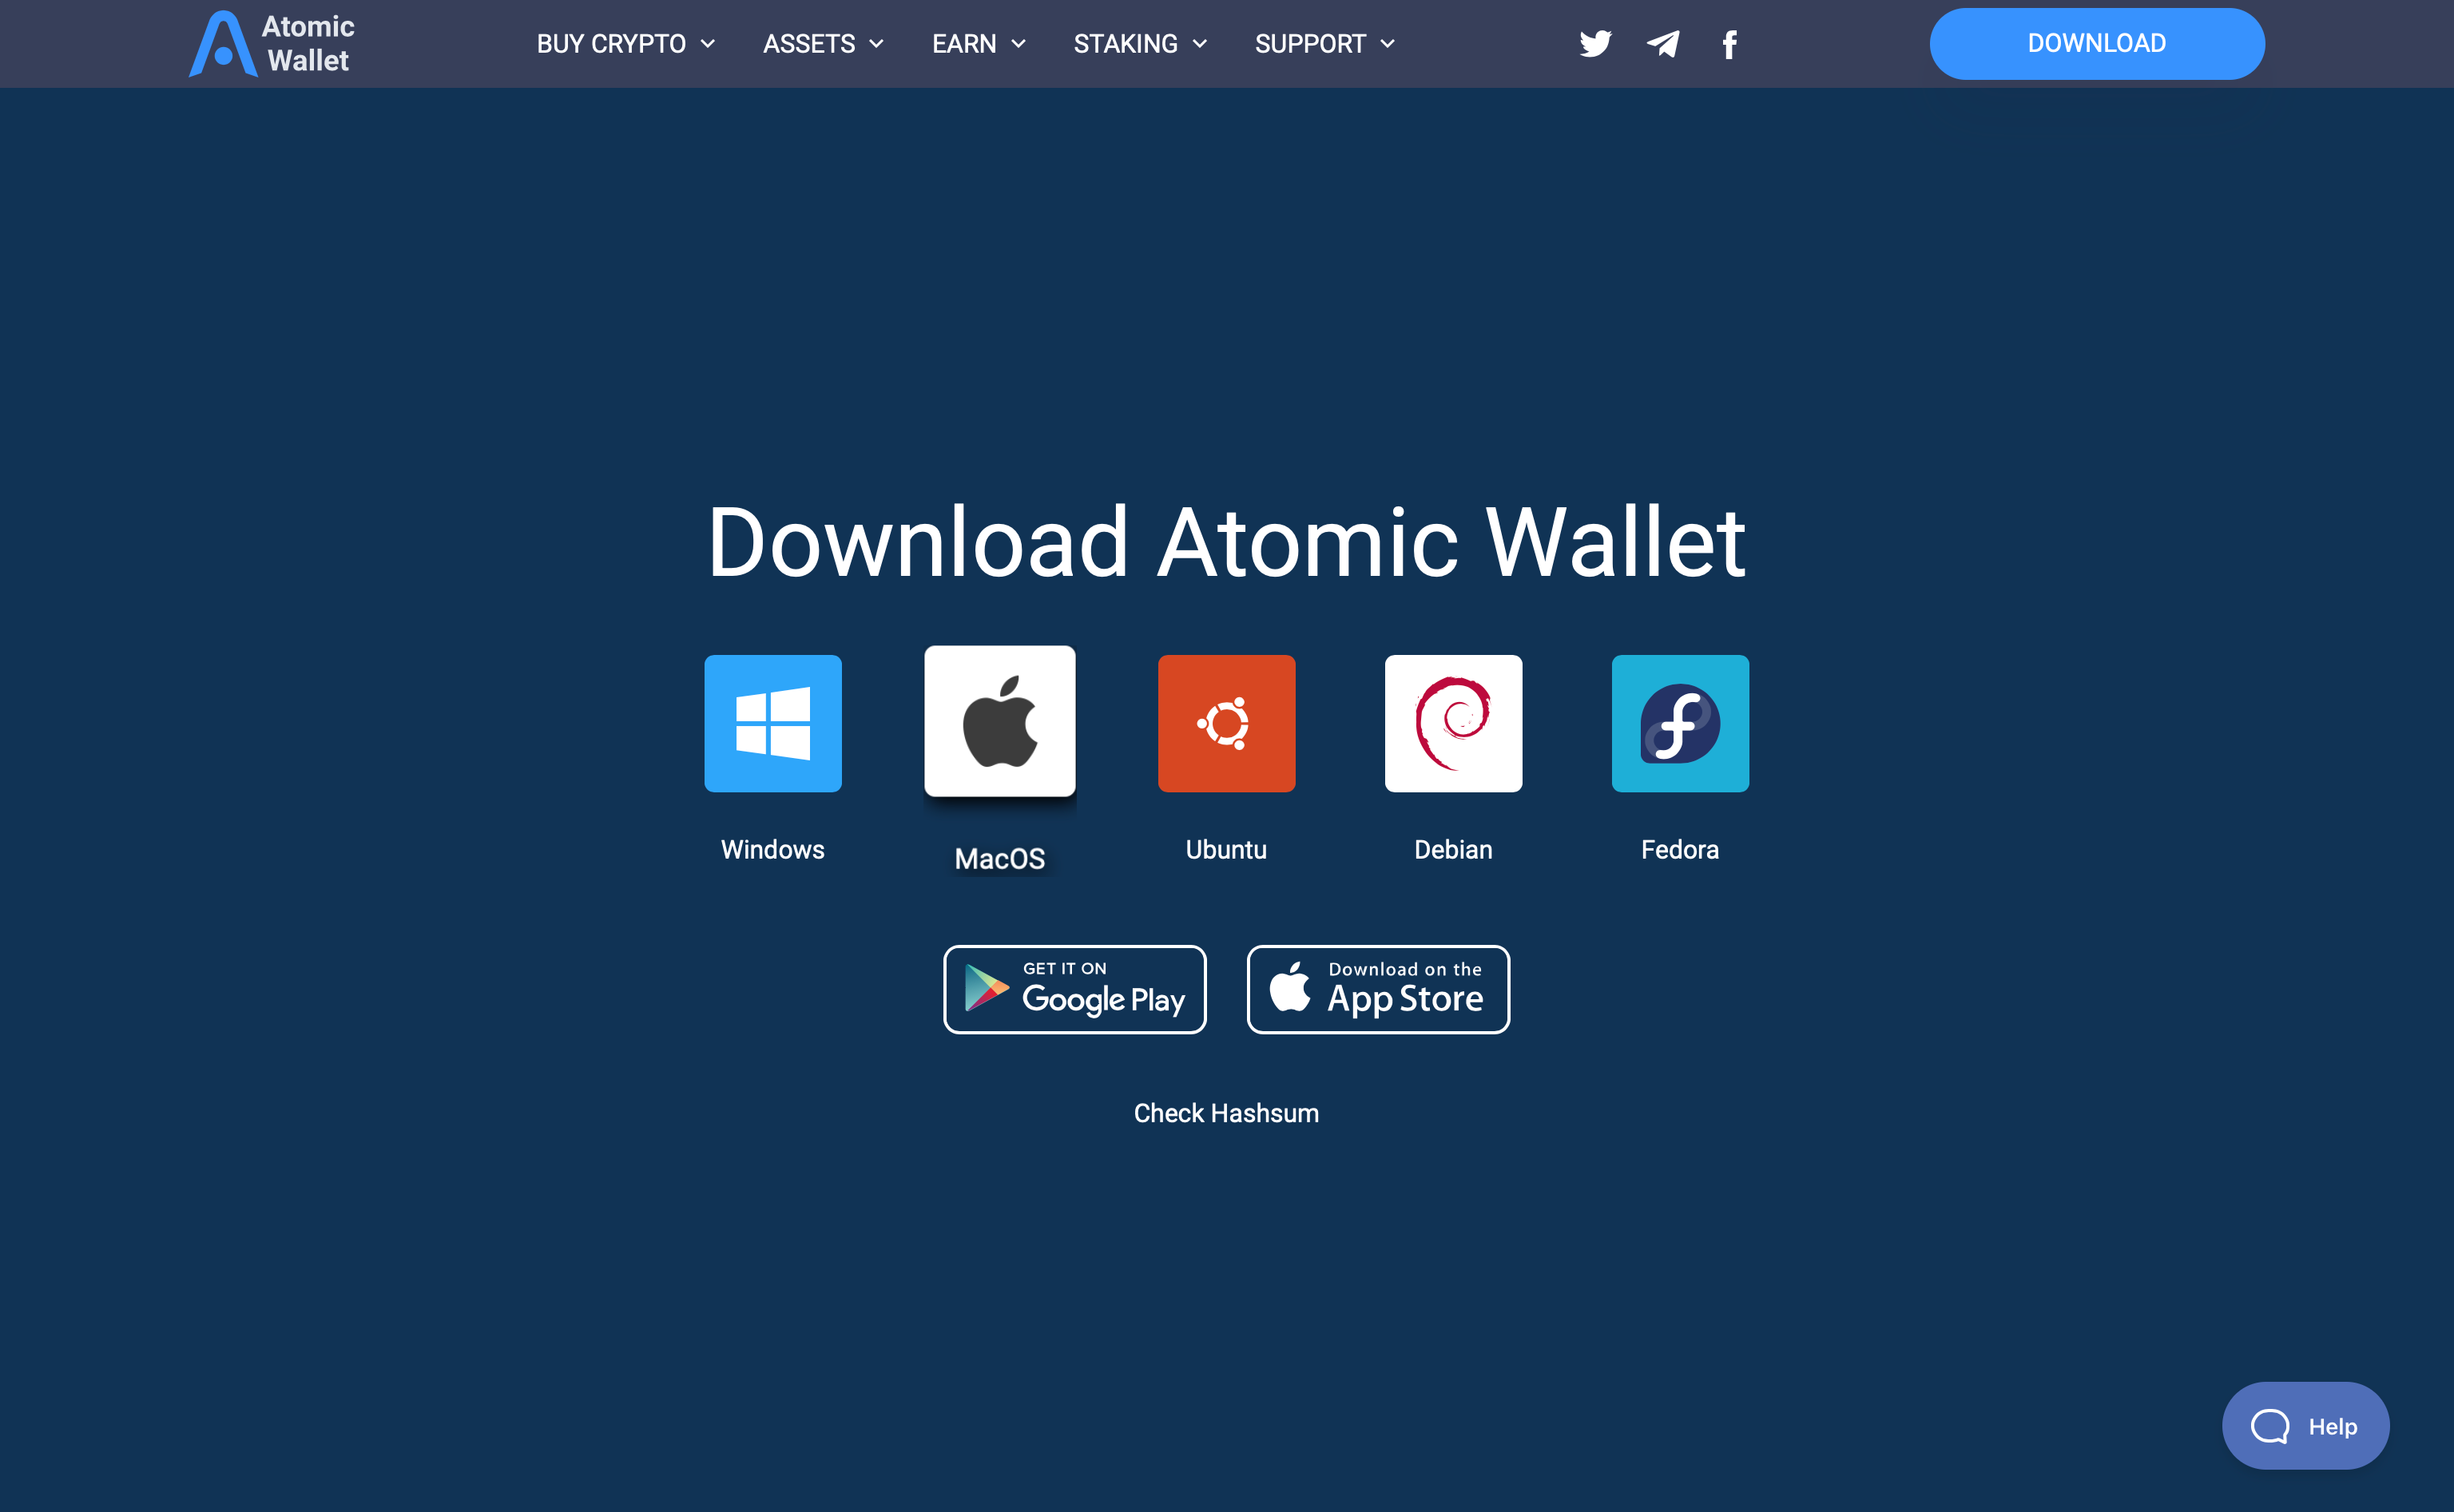 Atomic
Wallet
BUY CRYPTO
ASSETS
EARN
STAKING
SUPPORT
DOWNLOAD
Download Atomic Wallet
Windows
MacOS
Ubuntu
Debian
Fedora
GET IT ON
Google Play
Download on the
App Store
Check Hashsum
Help